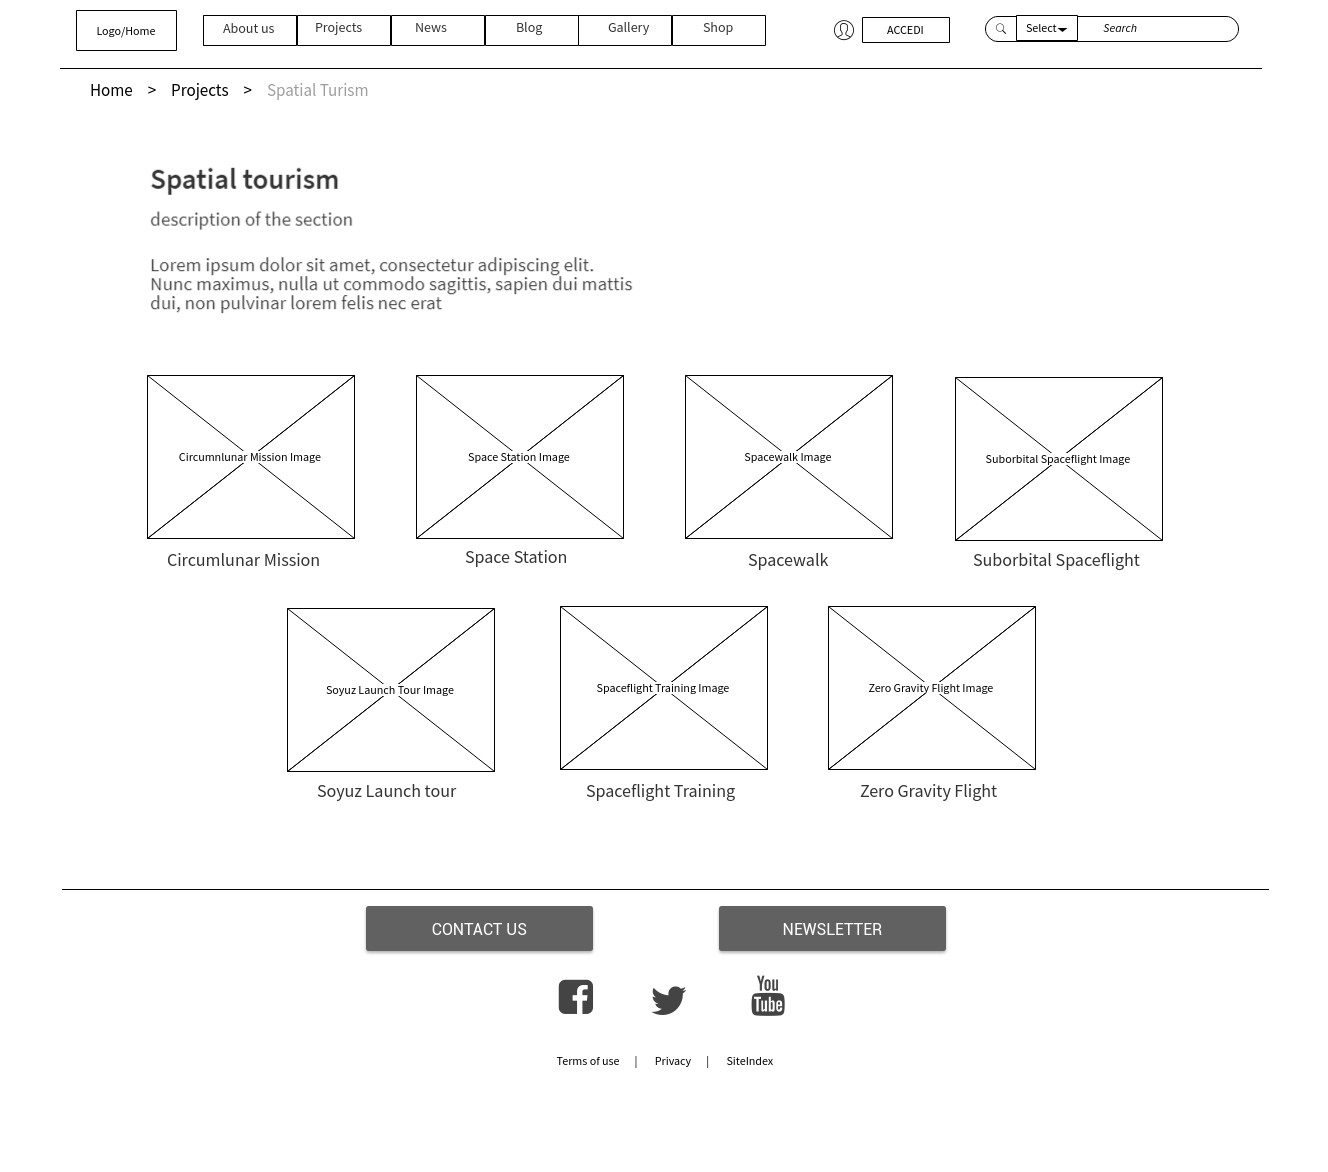 Logo/Home
About us
Projects
News
Blog
Gallery
Shop
ACCEDI
Select
Search
Home > Projects > Spatial Turism
Spatial tourism
description of the section
Lorem ipsum dolor sit amet, consectetur adipiscing elit.
Nunc maximus, nulla ut commodo sagittis, sapien dui mattis
dui, non pulvinar lorem felis nec erat
Circumnlunar Mission Image
Space Station Image
Spacewalk Image
Suborbital Spaceflight Image
Circumlunar Mission
Space Station
Spacewalk
Suborbital Spaceflight
Soyuz Launch Tour Image
Spaceflight Training Image
Zero Gravity Flight Image
Soyuz Launch tour
Spaceflight Training
Zero Gravity Flight
CONTACT US
NEWSLETTER
You
Tube
Terms of use | Privacy | SiteIndex